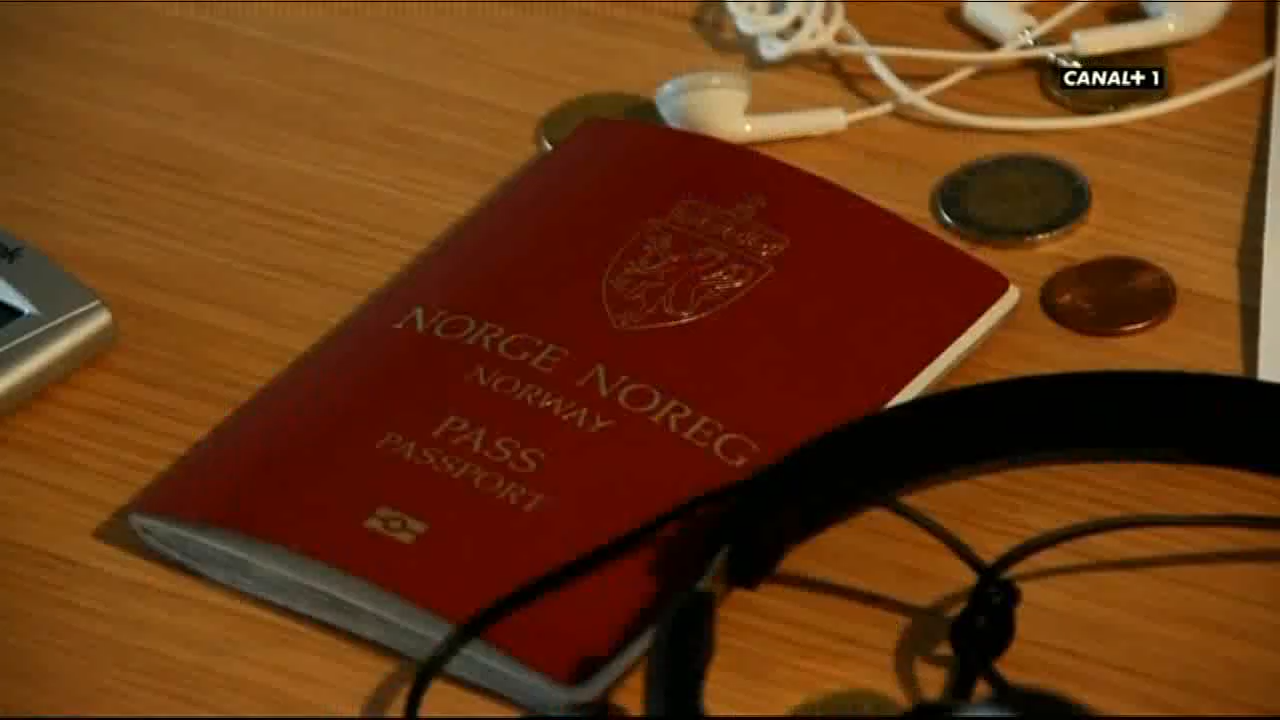 CANAL+ 1
NORGE NOREG
NORWAY
PASS
PASSPORT